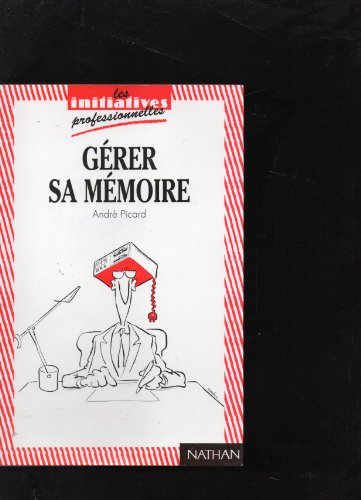 les
initiatives
professionnelles
GÉRER
SA MÉMOIRE
André Picard
NATHAN